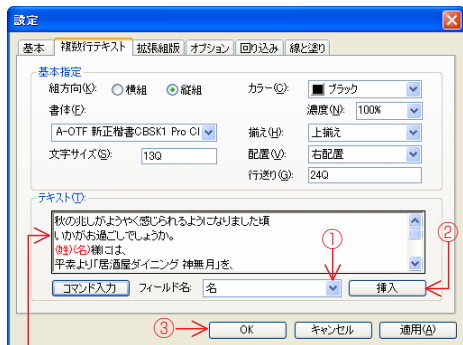 設定
基本 複数行テキスト 拡張組版 オプション 回り込み 線と塗り
基本指定
組方向(K): 横組 縦組 カラー(C): ブラック
書体(F): 濃度(N): 100%
A-OTF 新正楷書CBSK1 Pro Cl 揃え(H): 上揃え
文字サイズ(S): 13Q 配置(V): 右配置
行送り(G): 24Q
テキスト(T):
秋の兆しがようやく感じられるようになりました頃
いかがお過ごしでしょうか。
(姓)(名)様には、
平素より「居酒屋ダイニング 神無月」を、
① ②
コマンド入力 フィールド名: 名 挿入
③ OK キャンセル 適用(A)